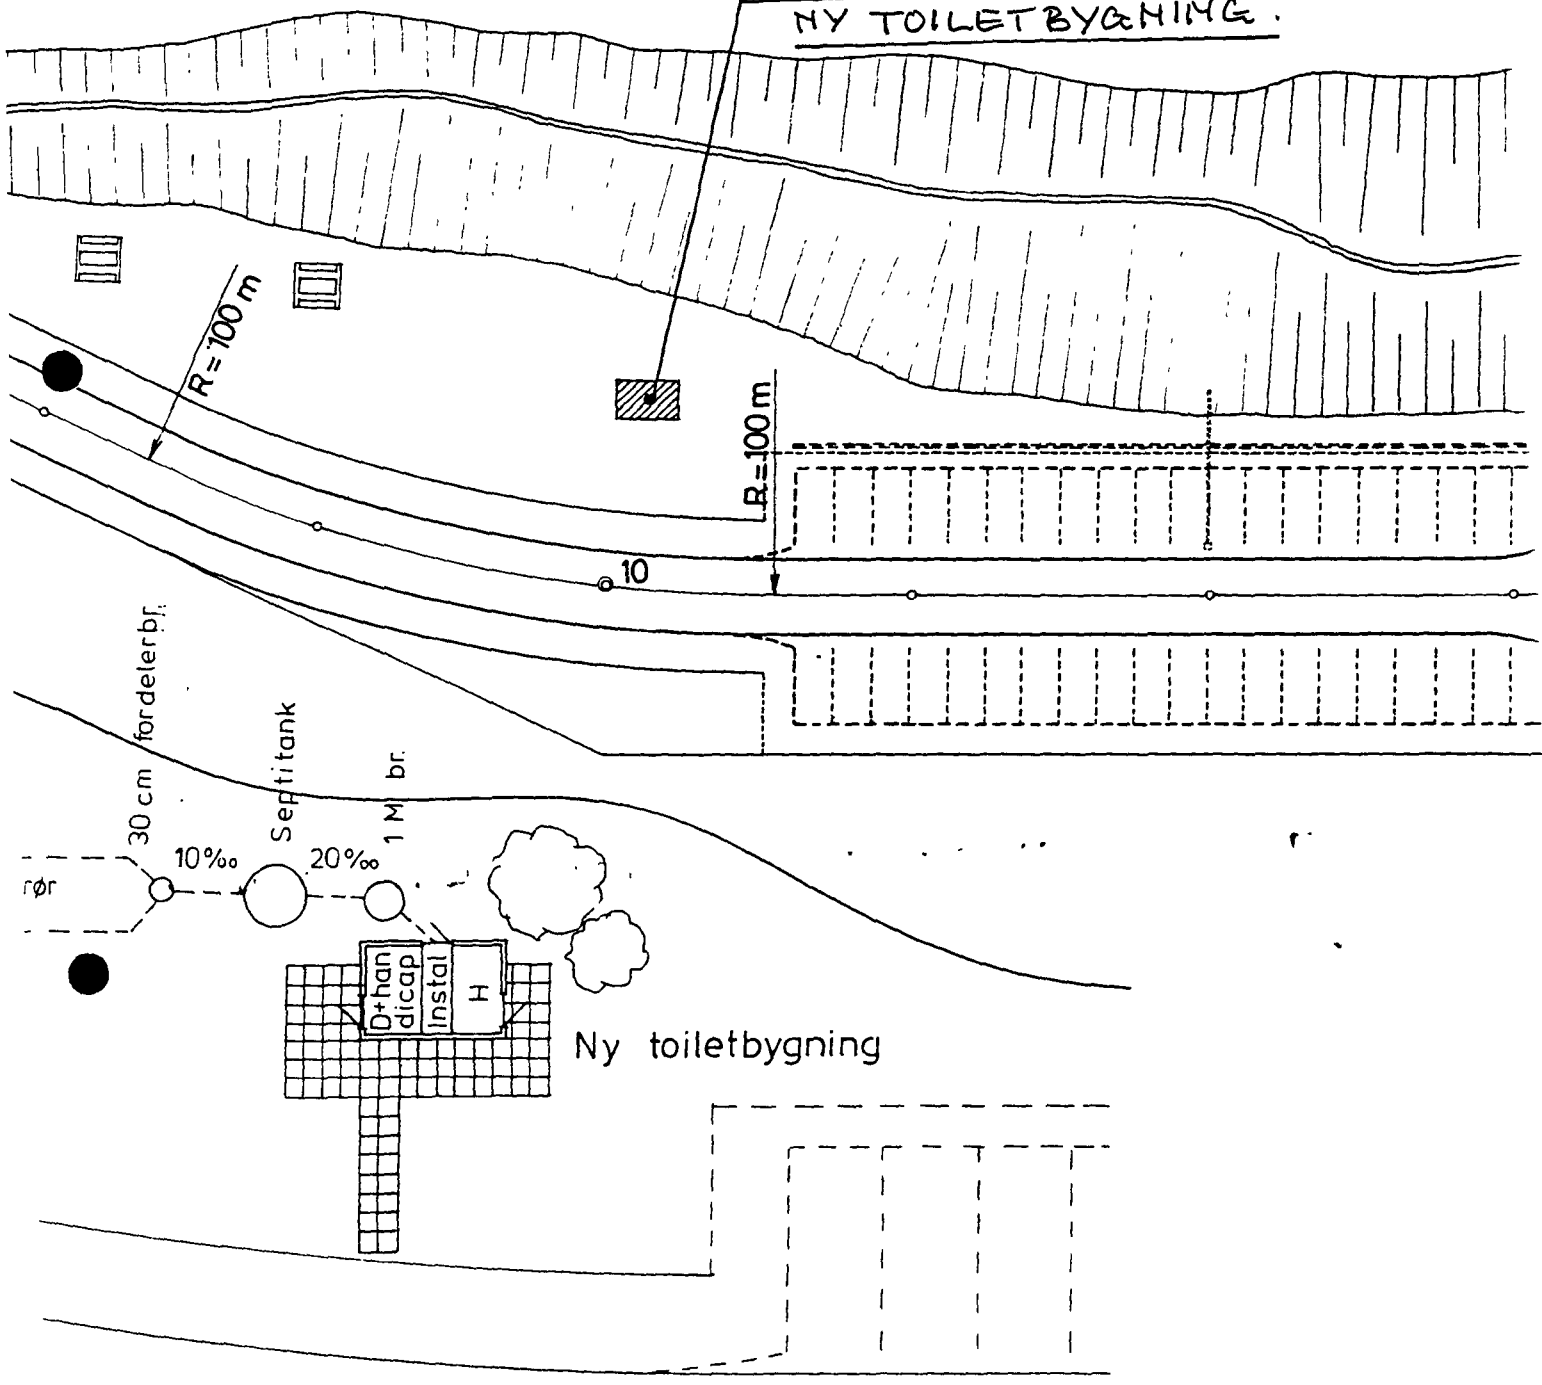 NY TOILETBYGNING.
R=100 m
R=100 m
10
30 cm fordelerbr.
Septitank
1 M br.
10‰
20‰
rør
D+han
dicap
Instal
H
Ny toiletbygning